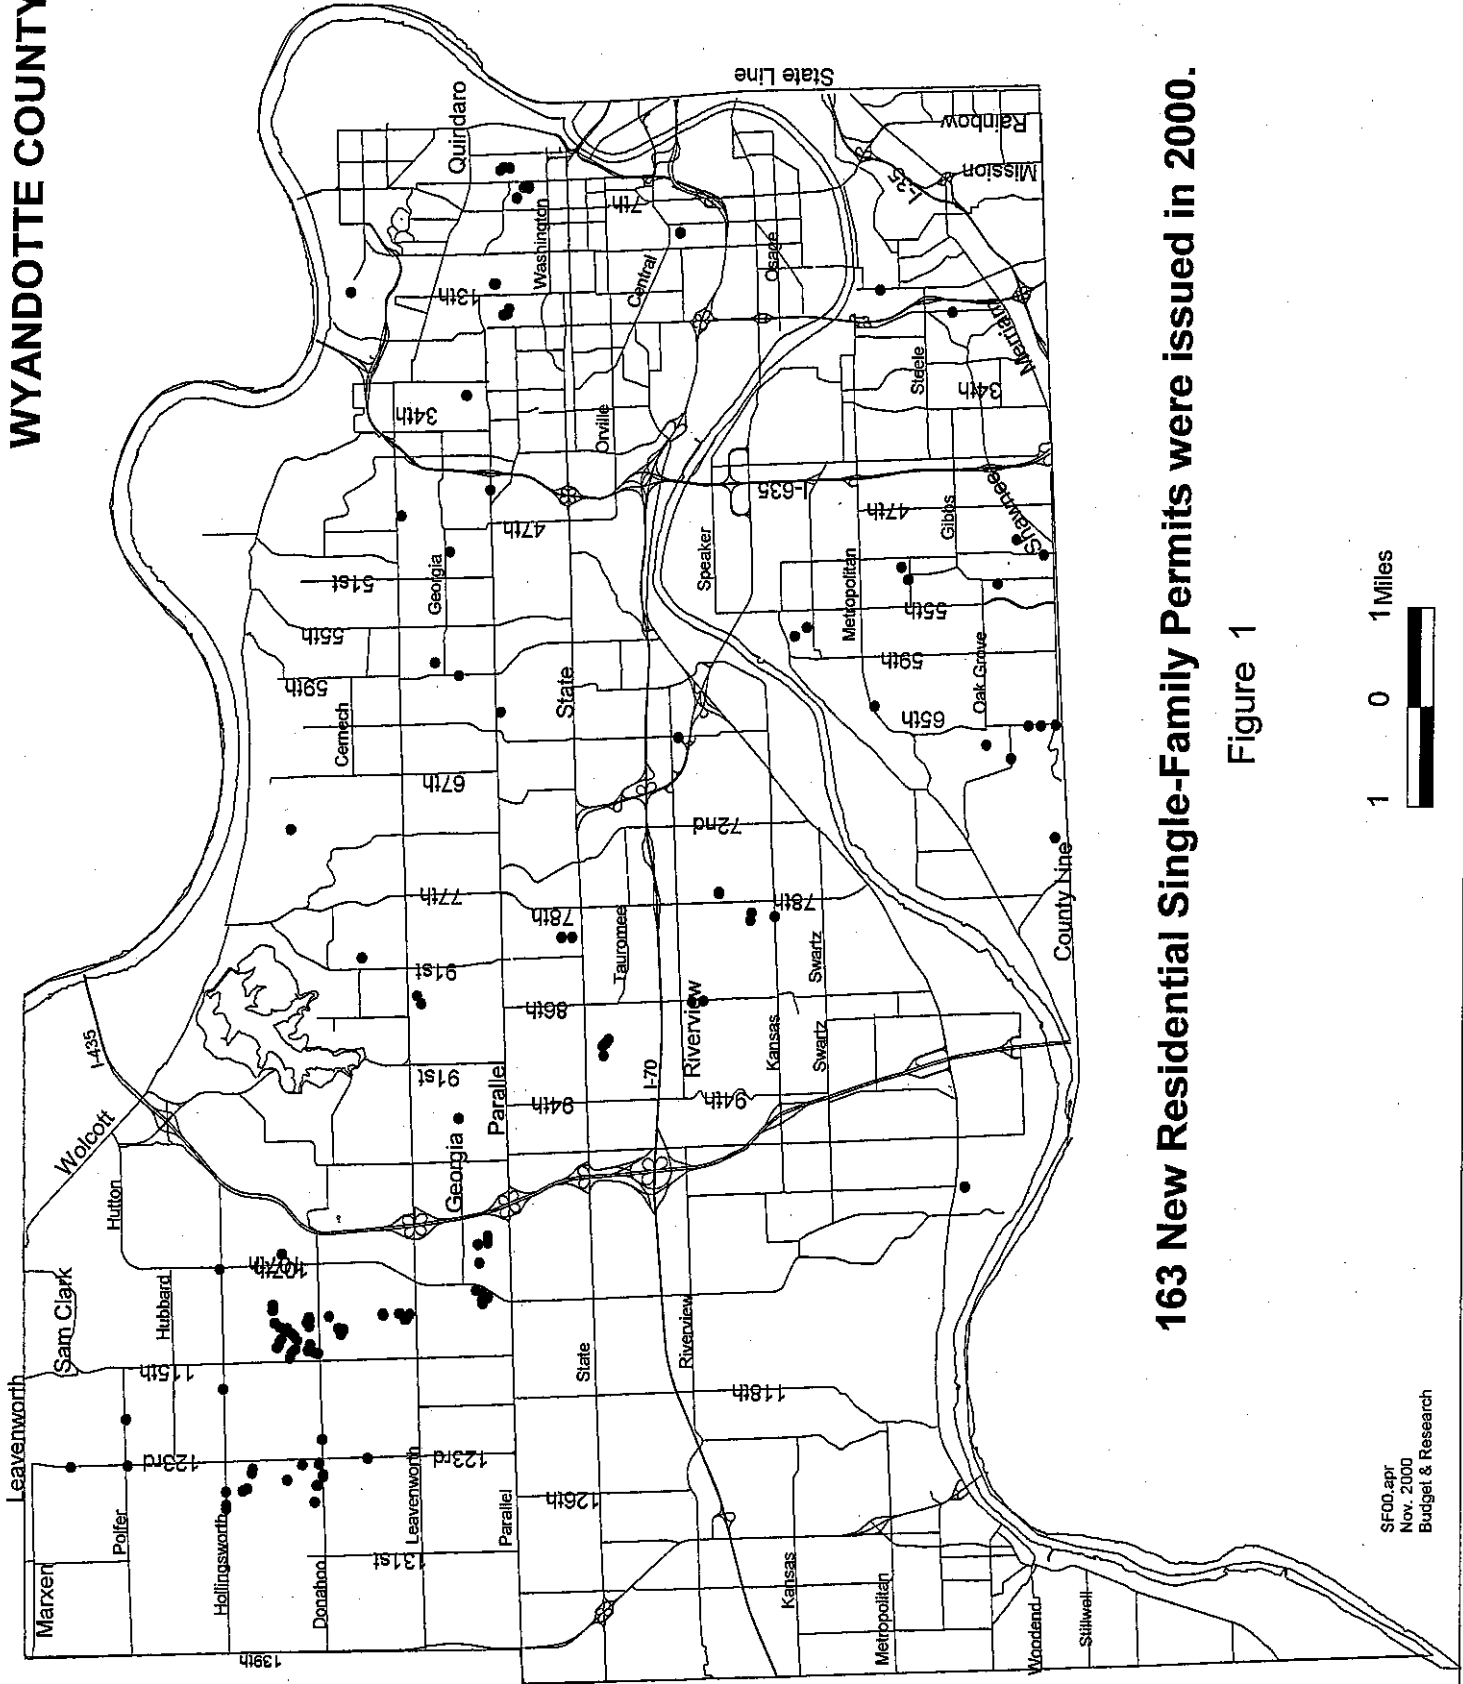 WYANDOTTE COUNTY
Leavenworth
Sam Clark
Marxen
Polfer
Hutton
Hubbard
Wolcott
I-435
115th
123rd
107th
Hollingsworth
Donahoo
139th
131st
Leavenworth
123rd
Parallel
126th
Georgia
Parallel
91st
94th
91st
86th
77th
78th
67th
Cernech
59th
55th
51st
Georgia
47th
34th
13th
Quindaro
Washington
7th
Central
Orville
State
State
Tauromee
I-70
Riverview
Riverview
118th
94th
Kansas
Swartz
Swartz
78th
72nd
Kansas
Metropolitan
Woodend
Stillwell
County Line
65th
Oak Grove
59th
55th
Metropolitan
Speaker
I-635
47th
Gibbs
Shawnee
Steele
34th
Merriam
Osage
I-35
Mission
Rainbow
State Line
163 New Residential Single-Family Permits were issued in 2000.
Figure 1
1 0 1 Miles
SF00.apr
Nov. 2000
Budget & Research